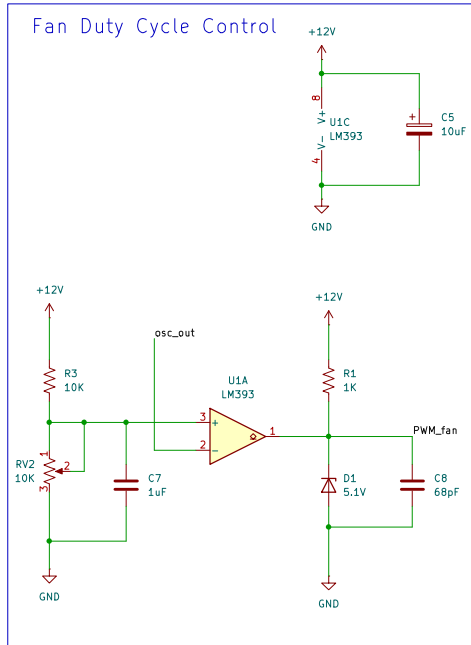 Fan Duty Cycle Control
+12V
8
V+
U1C
LM393
V-
4
C5
10uF
+
GND
+12V
R3
10K
osc_out
+12V
R1
1K
U1A
LM393
3
+
2
-
1
PWM_fan
RV2
10K
1
2
3
C7
1uF
D1
5.1V
C8
68pF
GND
GND